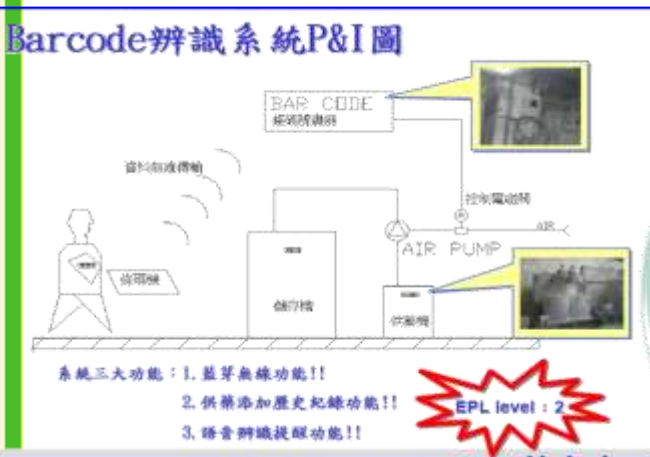 Barcode辨識系統P&I圖
BAR CODE
條碼辨識器
資料無線傳輸
控制電磁閥
AIR
AIR PUMP
條碼機
儲存槽
供藥桶
系統三大功能：1.藍芽無線功能!!
2.供藥添加歷史紀錄功能!!
3.語音辨識提醒功能!!
EPL level：2